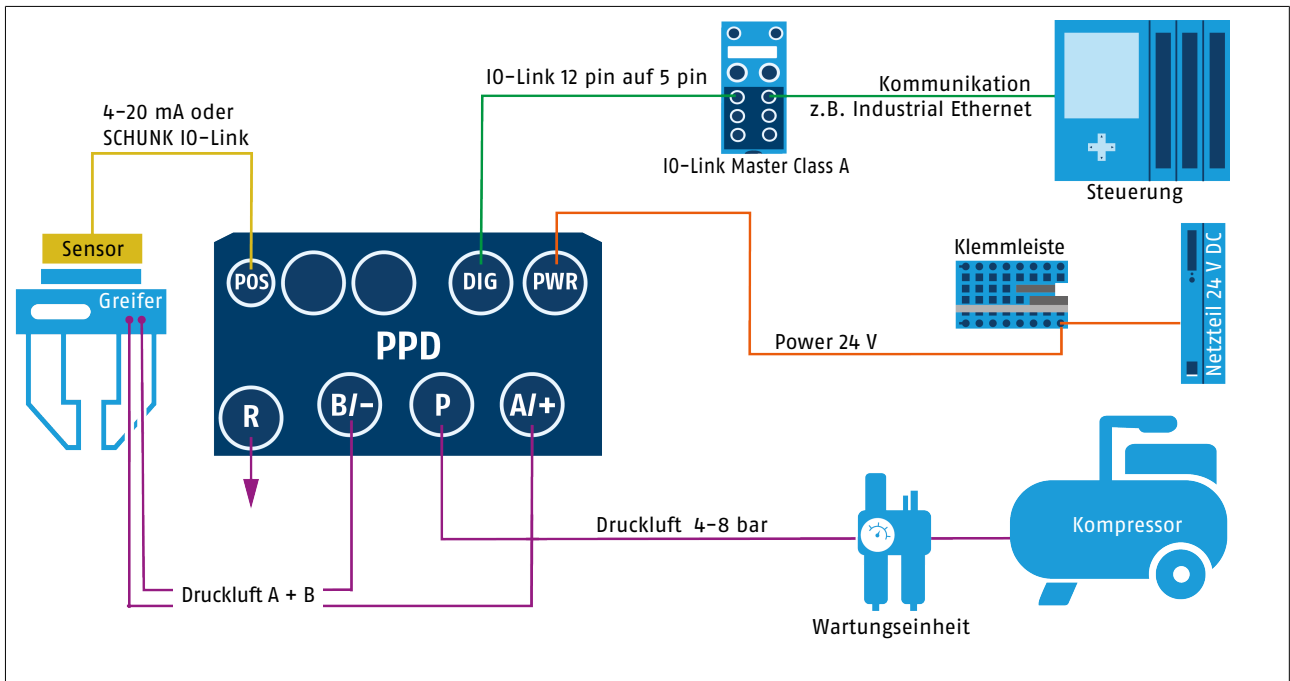 IO-Link 12 pin auf 5 pin
Kommunikation
z.B. Industrial Ethernet
4-20 mA oder
SCHUNK IO-Link
IO-Link Master Class A
Steuerung
Sensor
Greifer
POS
DIG
PWR
Klemmleiste
Netzteil 24 V DC
PPD
Power 24 V
R
B/-
P
A/+
Druckluft 4-8 bar
Kompressor
Druckluft A + B
Wartungseinheit